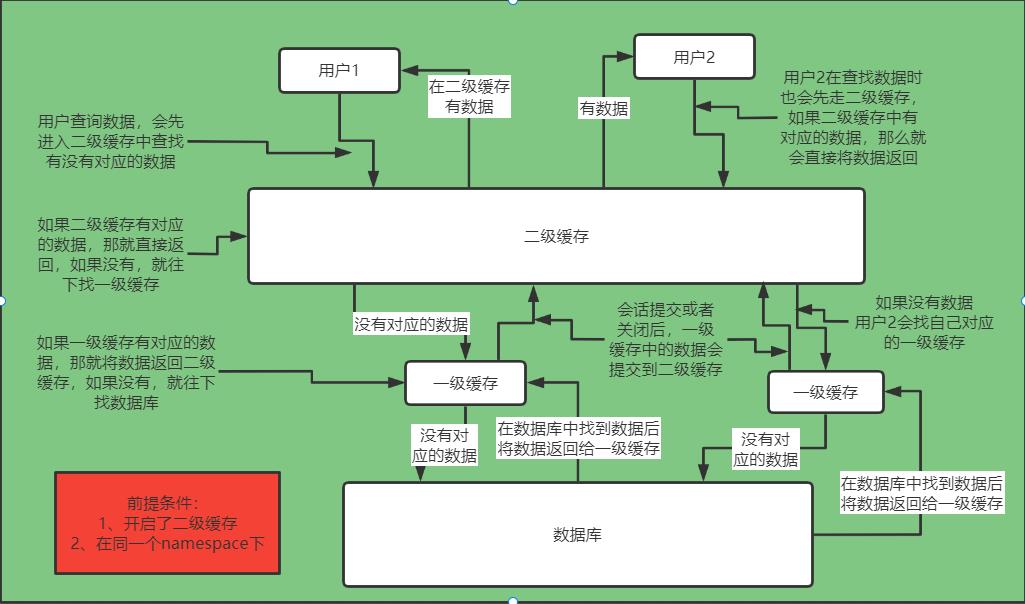 用户1
用户2
在二级缓存
有数据
有数据
用户2在查找数据时
也会先走二级缓存，
如果二级缓存中有
对应的数据，那么就
会直接将数据返回
用户查询数据，会先
进入二级缓存中查找
有没有对应的数据
二级缓存
如果二级缓存有对应
的数据，那就直接返
回，如果没有，就往
下找一级缓存
没有对应的数据
会话提交或者
关闭后，一级
缓存中的数据会
提交到二级缓存
如果没有数据
用户2会找自己对应
的一级缓存
如果一级缓存有对应的数
据，那就将数据返回二级
缓存，如果没有，就往下
找数据库
一级缓存
一级缓存
没有对
应的数据
在数据库中找到数据后
将数据返回给一级缓存
没有对
应的数据
在数据库中找到数据后
将数据返回给一级缓存
前提条件：
1、开启了二级缓存
2、在同一个namespace下
数据库